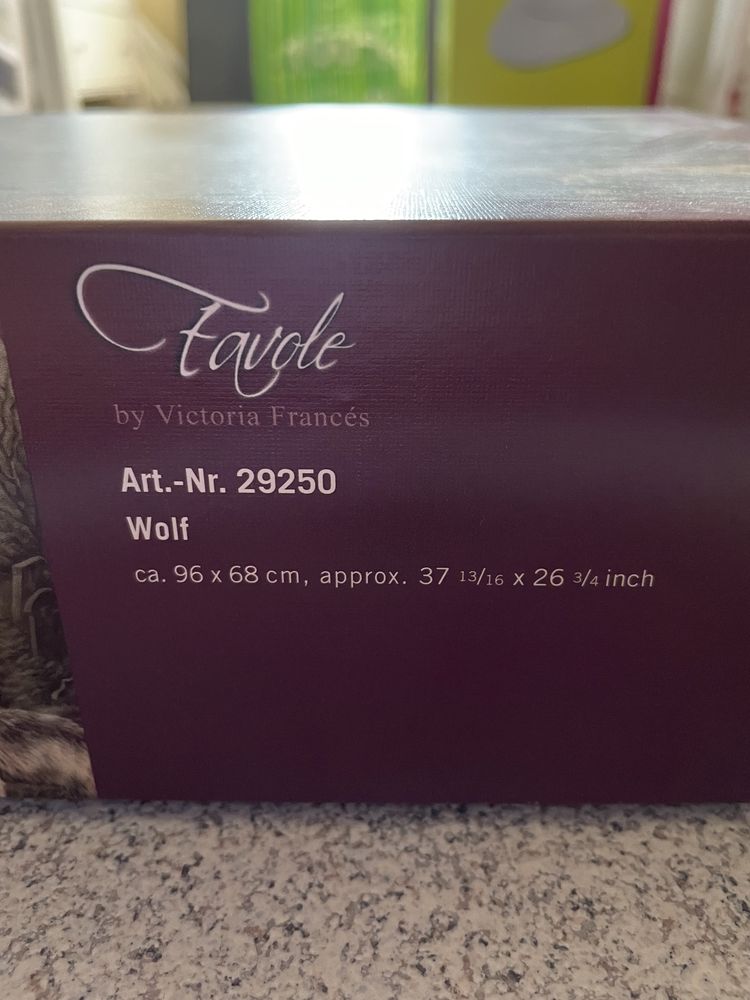 Favole
by Victoria Francés
Art.-Nr. 29250
Wolf
ca. 96 x 68 cm, approx. 37 13/16 x 26 3/4 inch